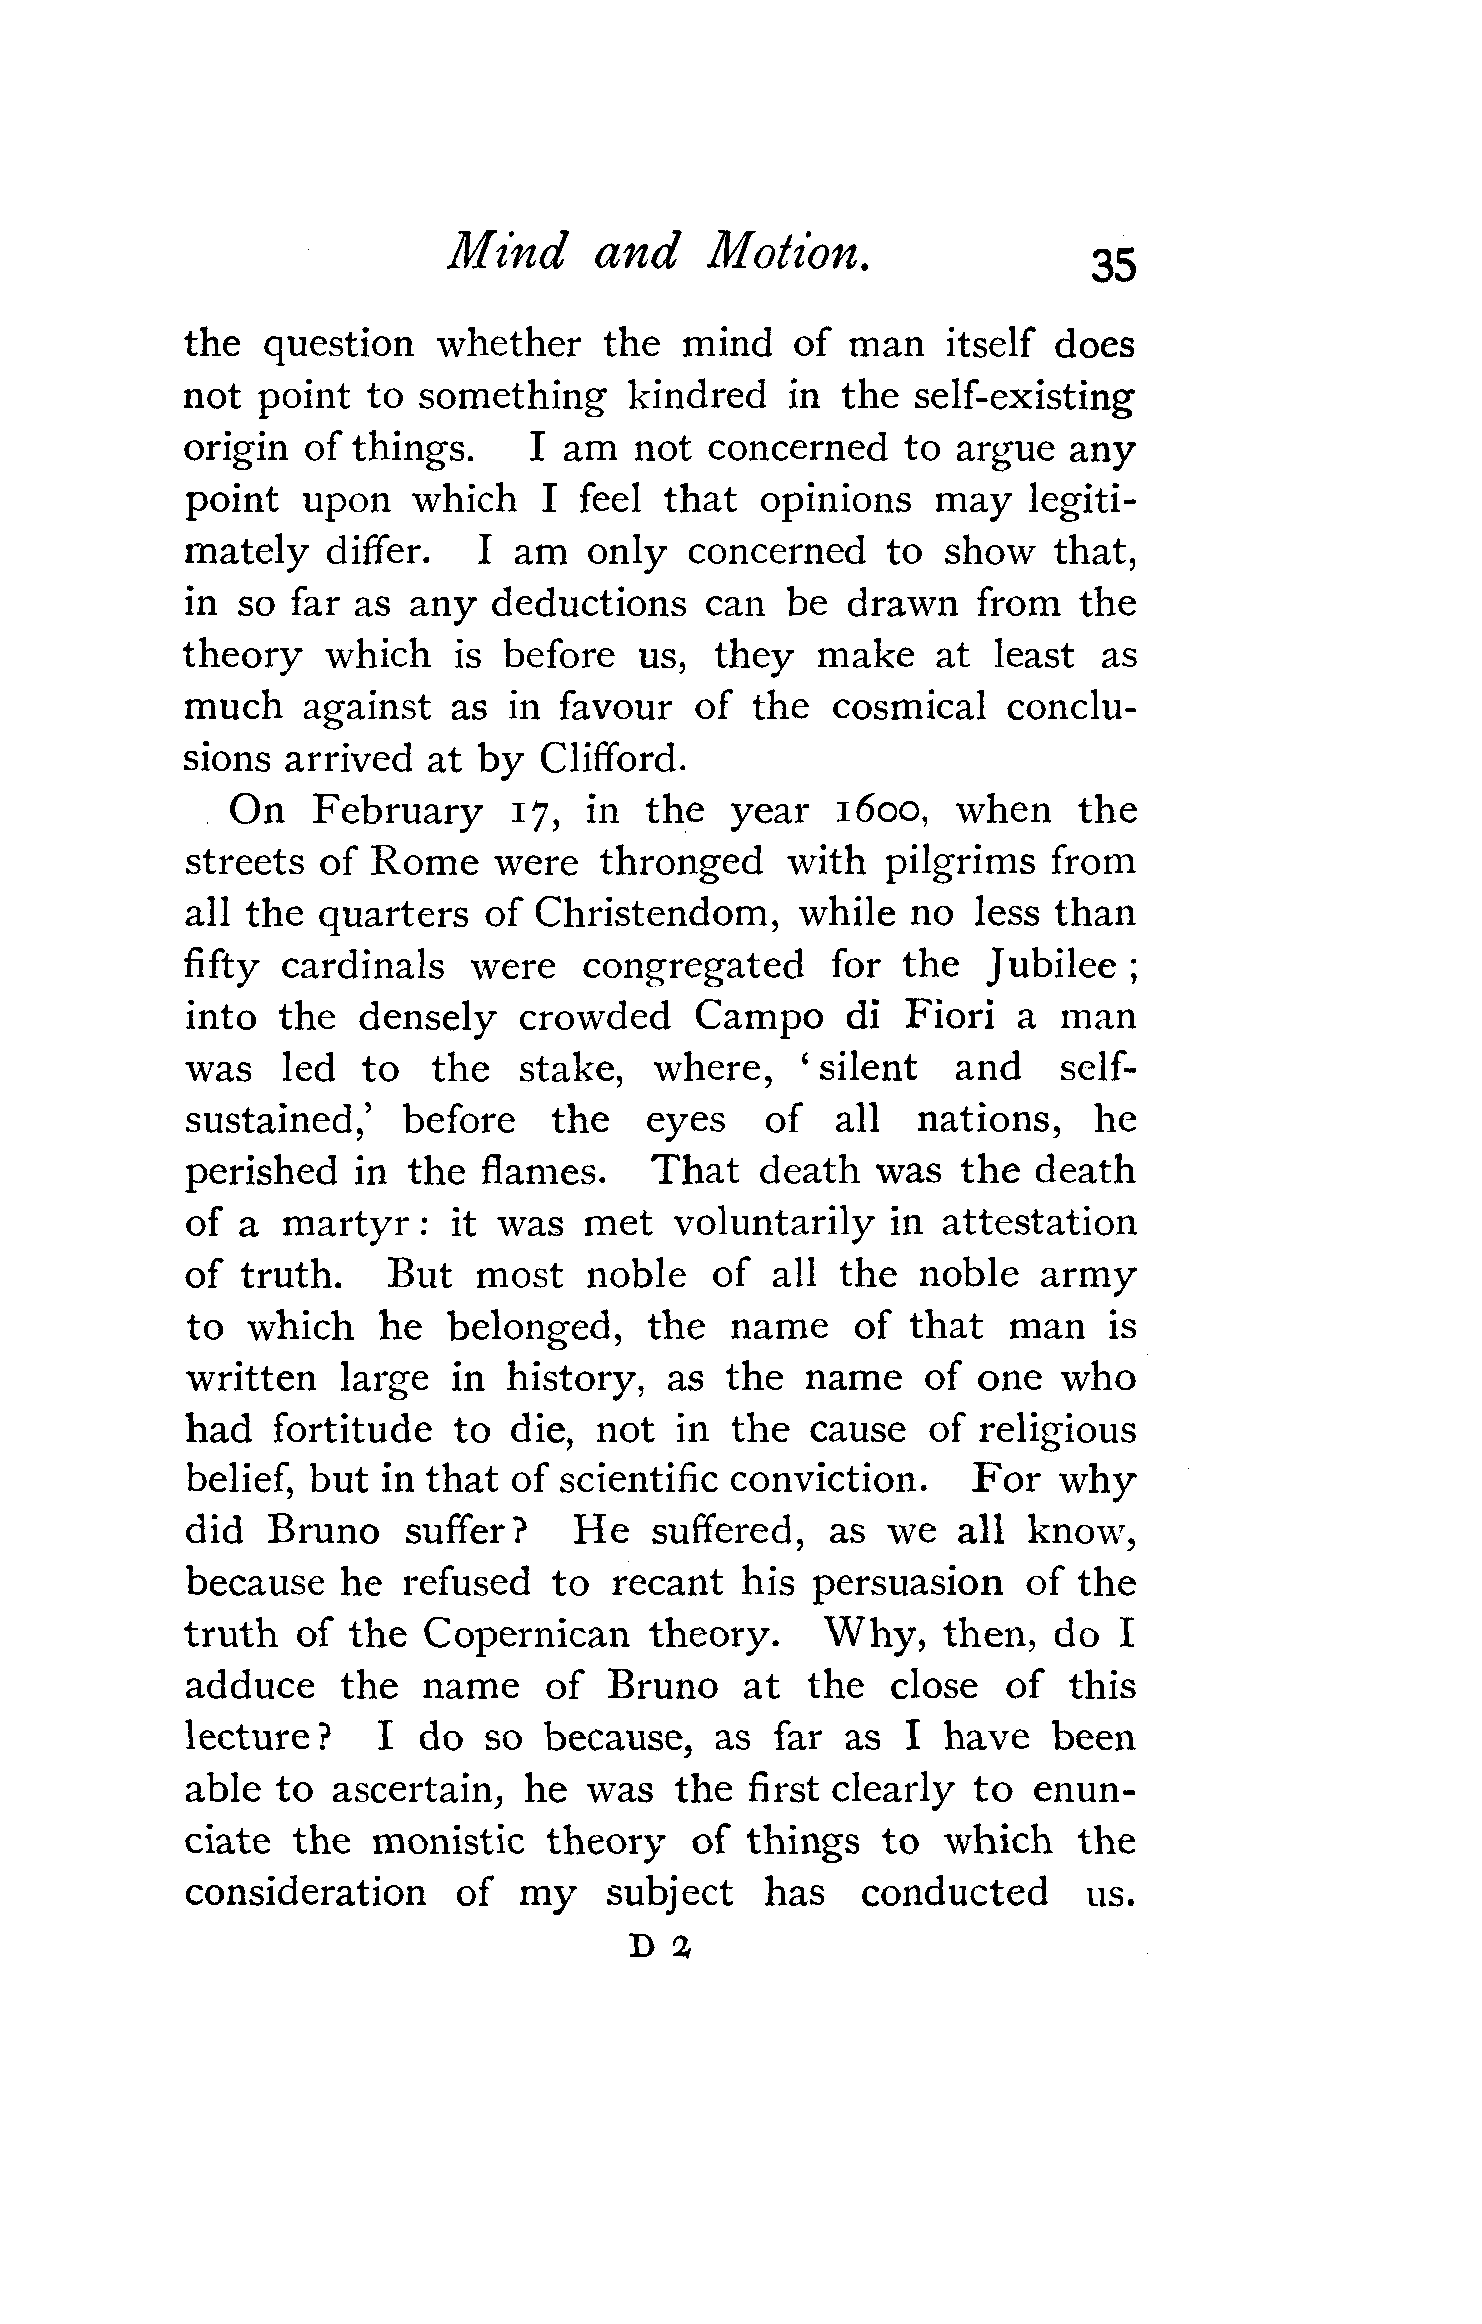 Mind and Motion. 35
the question whether the mind of man itself does
not point to something kindred in the self-existing
origin of things. I am not concerned to argue any
point upon which I feel that opinions may legiti-
mately differ. I am only concerned to show that,
in so far as any deductions can be drawn from the
theory which is before us, they make at least as
much against as in favour of the cosmical conclu-
sions arrived at by Clifford.
On February 17, in the year 1600, when the
streets of Rome were thronged with pilgrims from
all the quarters of Christendom, while no less than
fifty cardinals were congregated for the Jubilee ;
into the densely crowded Campo di Fiori a man
was led to the stake, where, ‘ silent and self-
sustained,’ before the eyes of all nations, he
perished in the flames. That death was the death
of a martyr : it was met voluntarily in attestation
of truth. But most noble of all the noble army
to which he belonged, the name of that man is
written large in history, as the name of one who
had fortitude to die, not in the cause of religious
belief, but in that of scientific conviction. For why
did Bruno suffer? He suffered, as we all know,
because he refused to recant his persuasion of the
truth of the Copernican theory. Why, then, do I
adduce the name of Bruno at the close of this
lecture? I do so because, as far as I have been
able to ascertain, he was the first clearly to enun-
ciate the monistic theory of things to which the
consideration of my subject has conducted us.
D 2